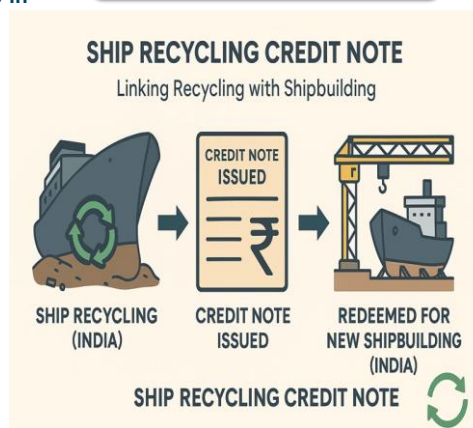 SHIP RECYCLING CREDIT NOTE
Linking Recycling with Shipbuilding
CREDIT NOTE
ISSUED
₹
SHIP RECYCLING
(INDIA)
CREDIT NOTE
ISSUED
REDEEMED FOR
NEW SHIPBUILDING
(INDIA)
SHIP RECYCLING CREDIT NOTE